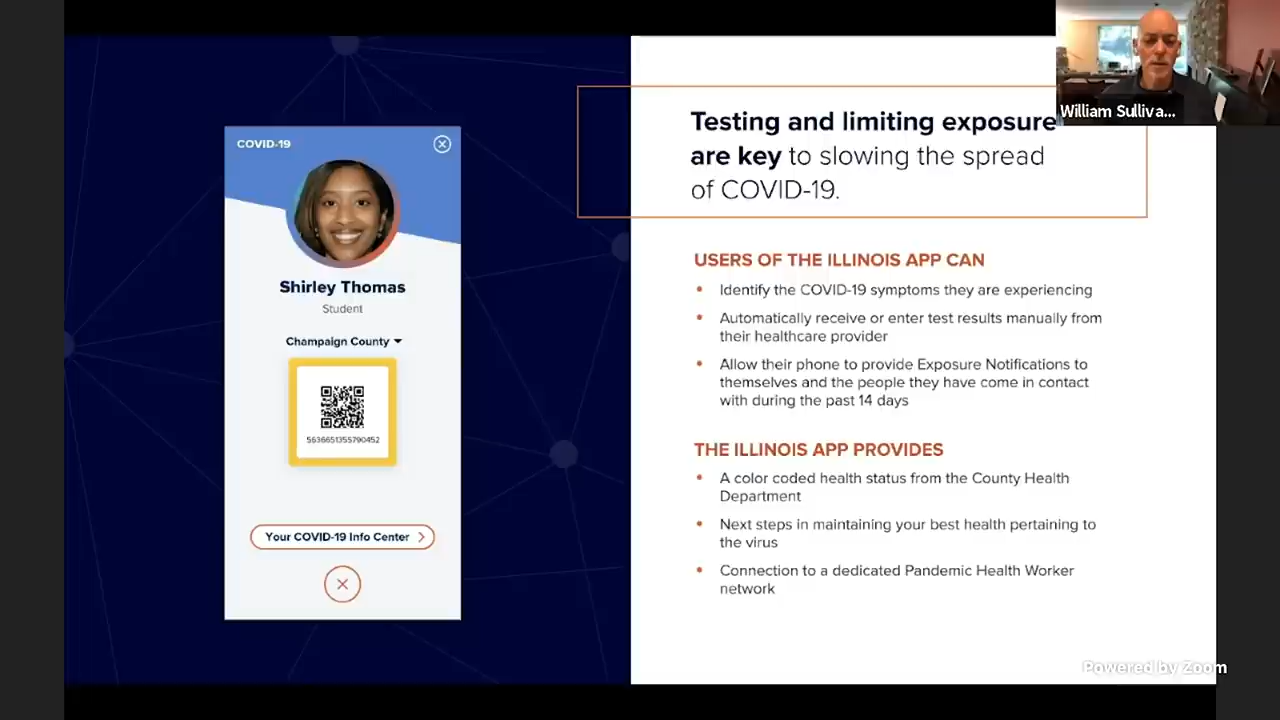 COVID-19
Shirley Thomas
Student
Champaign County
5636651355790452
Your COVID-19 Info Center
Testing and limiting exposure
are key to slowing the spread
of COVID-19.
USERS OF THE ILLINOIS APP CAN
• Identify the COVID-19 symptoms they are experiencing
• Automatically receive or enter test results manually from
their healthcare provider
• Allow their phone to provide Exposure Notifications to
themselves and the people they have come in contact
with during the past 14 days
THE ILLINOIS APP PROVIDES
• A color coded health status from the County Health
Department
• Next steps in maintaining your best health pertaining to
the virus
• Connection to a dedicated Pandemic Health Worker
network
William Sulliva...
Powered by Zoom